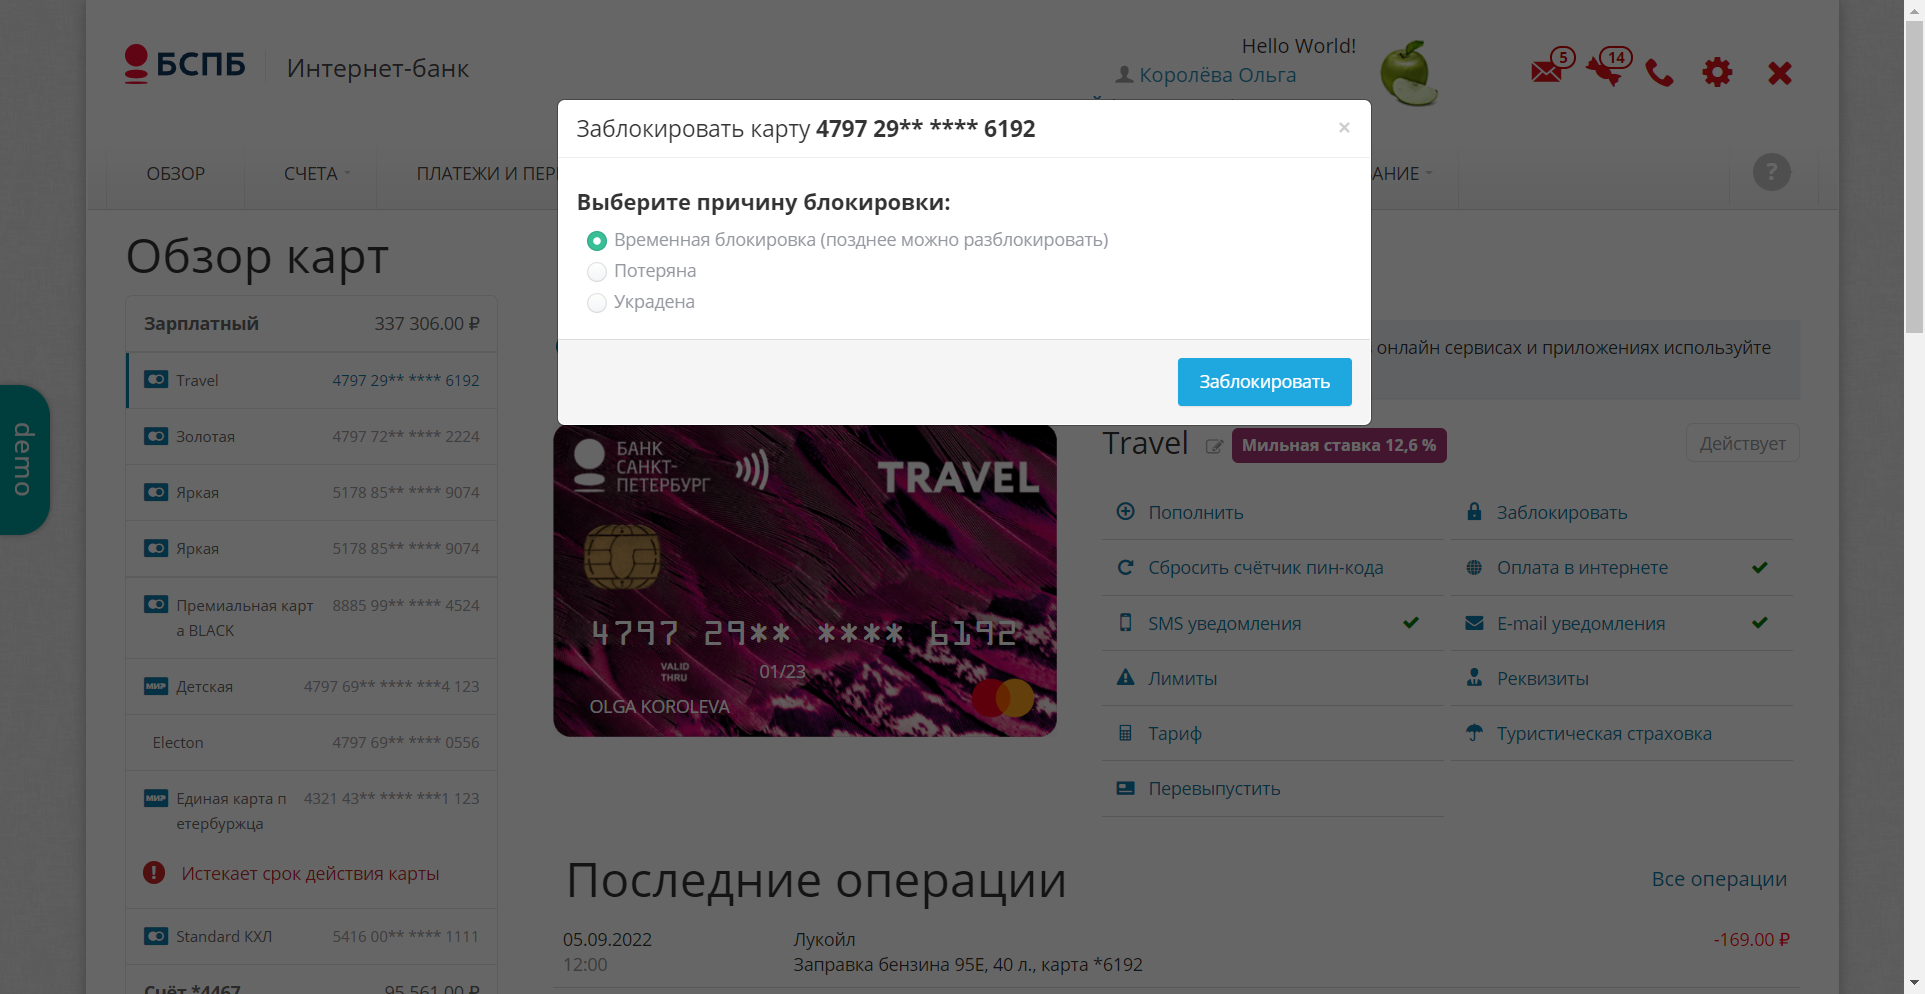 БСПБ Интернет-банк
Hello World!
Королёва Ольга
5
14
ОБЗОР
СЧЕТА
ПЛАТЕЖИ И ПЕР
АНИЕ
?
Заблокировать карту 4797 29** **** 6192
×
Выберите причину блокировки:
Временная блокировка (позднее можно разблокировать)
Потеряна
Украдена
Заблокировать
demo
Обзор карт
Зарплатный 337 306.00 ₽
Travel 4797 29** **** 6192
Золотая 4797 72** **** 2224
Яркая 5178 85** **** 9074
Яркая 5178 85** **** 9074
Премиальная карт 8885 99** **** 4524
а BLACK
МИР Детская 4797 69** **** ***4 123
Electon 4797 69** **** 0556
МИР Единая карта п 4321 43** **** ***1 123
етербуржца
Истекает срок действия карты
Standard КХЛ 5416 00** **** 1111
Счёт *4467 95 561.00 ₽
онлайн сервисах и приложениях используйте
БАНК
САНКТ-
ПЕТЕРБУРГ
TRAVEL
4797 29** **** 6192
VALID
THRU
01/23
OLGA KOROLEVA
Travel
Мильная ставка 12,6 %
Действует
Пополнить
Заблокировать
Сбросить счётчик пин-кода
Оплата в интернете
SMS уведомления
E-mail уведомления
Лимиты
Реквизиты
Тариф
Туристическая страховка
Перевыпустить
Последние операции
Все операции
05.09.2022 Лукойл -169.00 ₽
12:00 Заправка бензина 95Е, 40 л., карта *6192